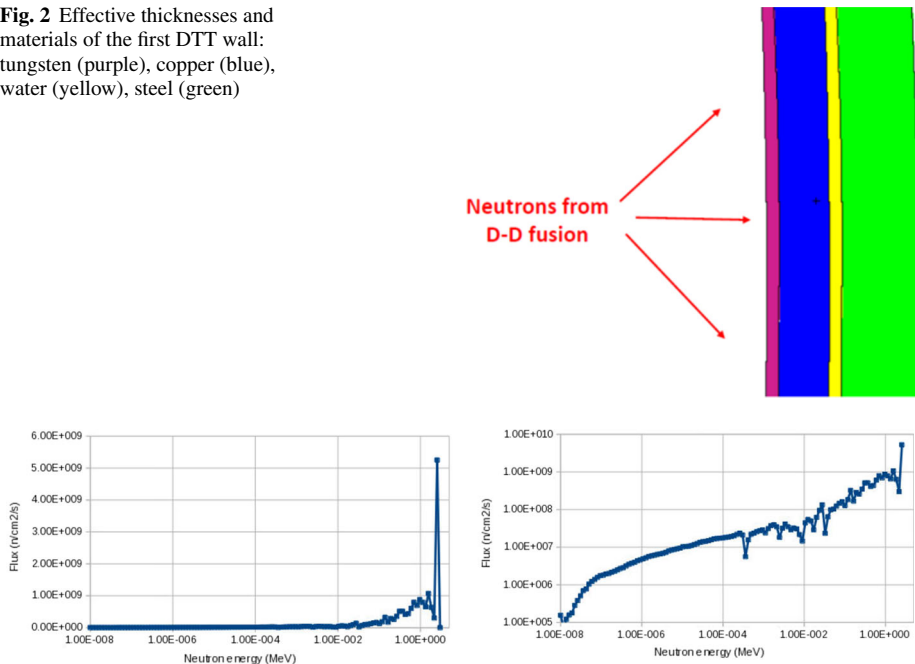 Fig. 2 Effective thicknesses and
materials of the first DTT wall:
tungsten (purple), copper (blue),
water (yellow), steel (green)
Neutrons from
D-D fusion
6.00E+009
5.00E+009
4.00E+009
3.00E+009
2.00E+009
1.00E+009
0.00E+000
1.00E-008
1.00E-006
1.00E-004
1.00E-002
1.00E+000
Flux (n/cm2/s)
Neutron energy (MeV)
1.00E+010
1.00E+009
1.00E+008
1.00E+007
1.00E+006
1.00E+005
1.00E-008
1.00E-006
1.00E-004
1.00E-002
1.00E+000
Flux (n/cm2/s)
Neutron energy (MeV)